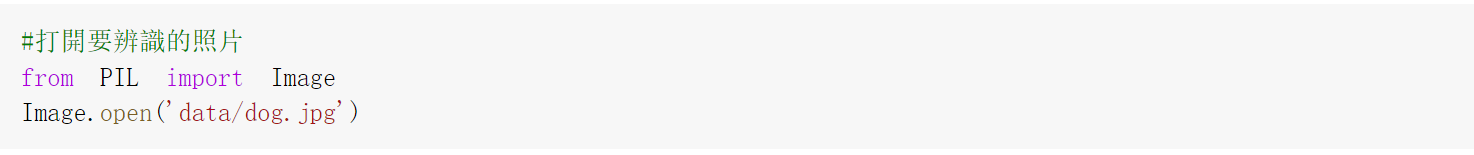 #打開要辨識的照片
from PIL import Image
Image.open('data/dog.jpg')